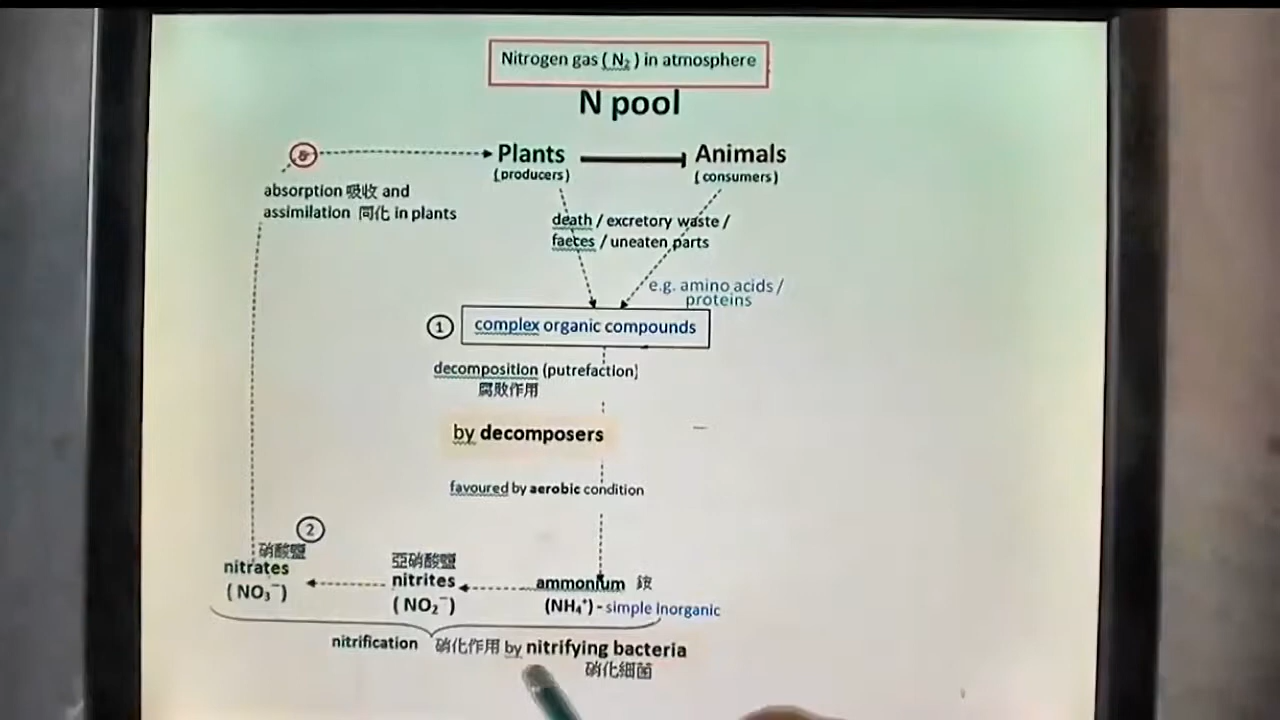 Nitrogen gas ( N₂ ) in atmosphere
N pool
Plants
(producers)
Animals
( consumers)
absorption 吸收 and
assimilation 同化 in plants
death / excretory waste /
faeces / uneaten parts
e.g. amino acids /
proteins
1
complex organic compounds
decomposition (putrefaction)
腐敗作用
by decomposers
favoured by aerobic condition
2
硝酸鹽
nitrates
( NO₃⁻)
亞硝酸鹽
nitrites
( NO₂⁻)
ammonium 銨
(NH₄⁺) - simple Inorganic
nitrification 硝化作用 by nitrifying bacteria
硝化細菌